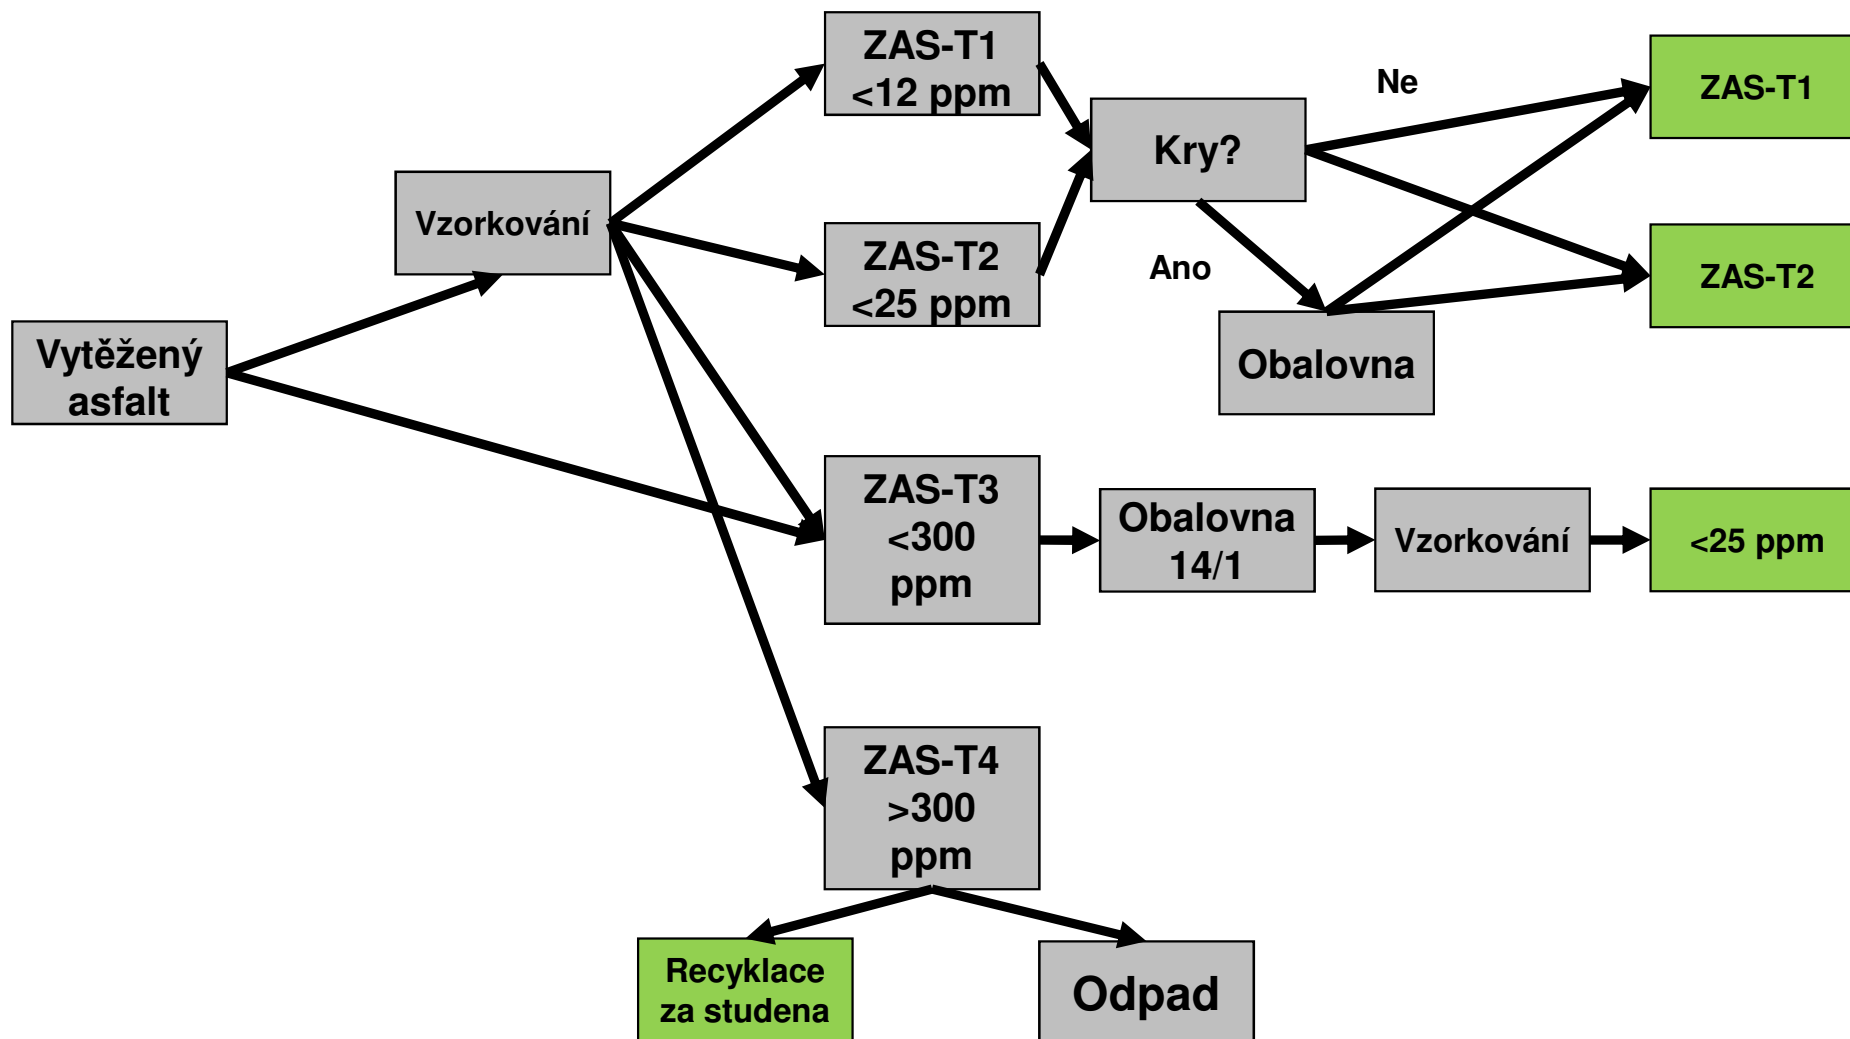 Vytěžený
asfalt
Vzorkování
ZAS-T1
<12 ppm
ZAS-T2
<25 ppm
Kry?
Ne
Ano
Obalovna
ZAS-T1
ZAS-T2
ZAS-T3
<300
ppm
Obalovna
14/1
Vzorkování
<25 ppm
ZAS-T4
>300
ppm
Recyklace
za studena
Odpad